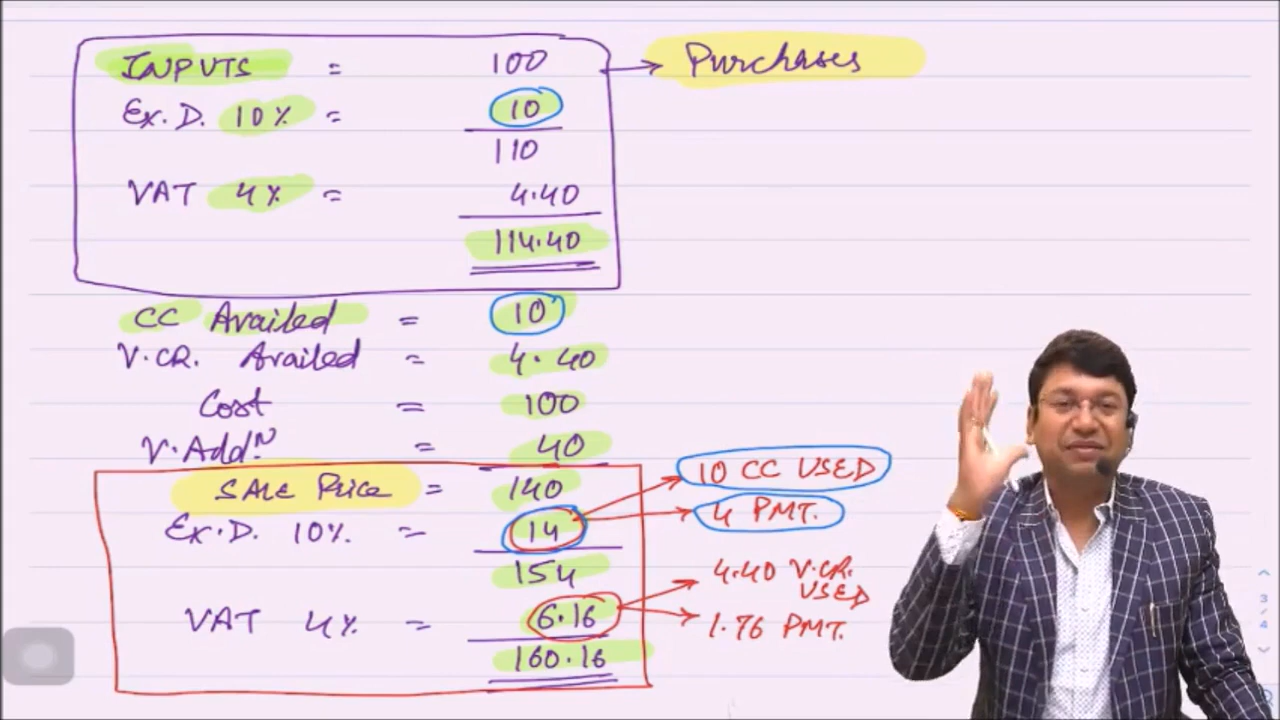 INPUTS = 100 → Purchases
Ex.D. 10% = 10
110
VAT 4% = 4.40
114.40
CC Availed = 10
V.CR. Availed = 4.40
Cost = 100
V.Addⁿ = 40
SALE Price = 140
10 CC USED
4 PMT.
Ex.D. 10% = 14
154
4.40 V.CR.
USED
VAT 4% = 6.16
1.76 PMT.
160.16
3/4